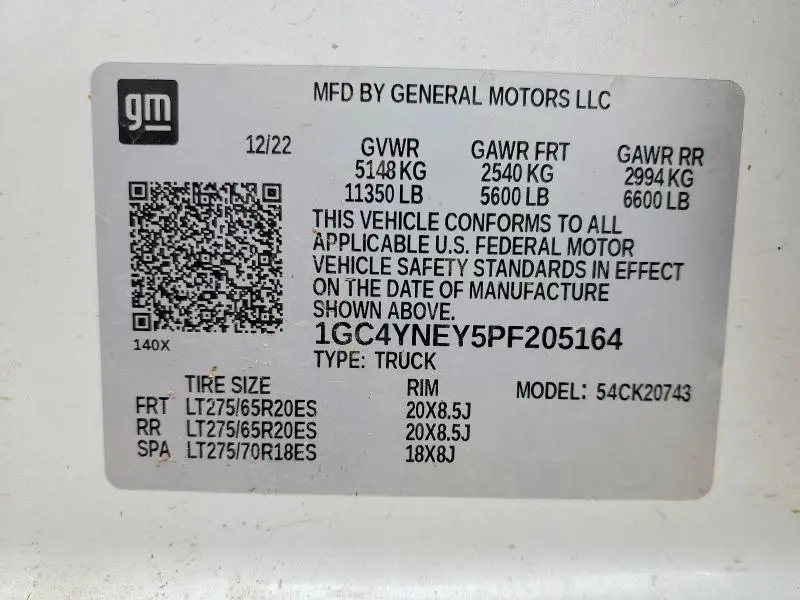 gm
MFD BY GENERAL MOTORS LLC
12/22 GVWR GAWR FRT GAWR RR
5148 KG 2540 KG 2994 KG
11350 LB 5600 LB 6600 LB
THIS VEHICLE CONFORMS TO ALL
APPLICABLE U.S. FEDERAL MOTOR
VEHICLE SAFETY STANDARDS IN EFFECT
ON THE DATE OF MANUFACTURE
SHOWN ABOVE.
140X
1GC4YNEY5PF205164
TYPE: TRUCK
TIRE SIZE RIM MODEL: 54CK20743
FRT LT275/65R20ES 20X8.5J
RR LT275/65R20ES 20X8.5J
SPA LT275/70R18ES 18X8J